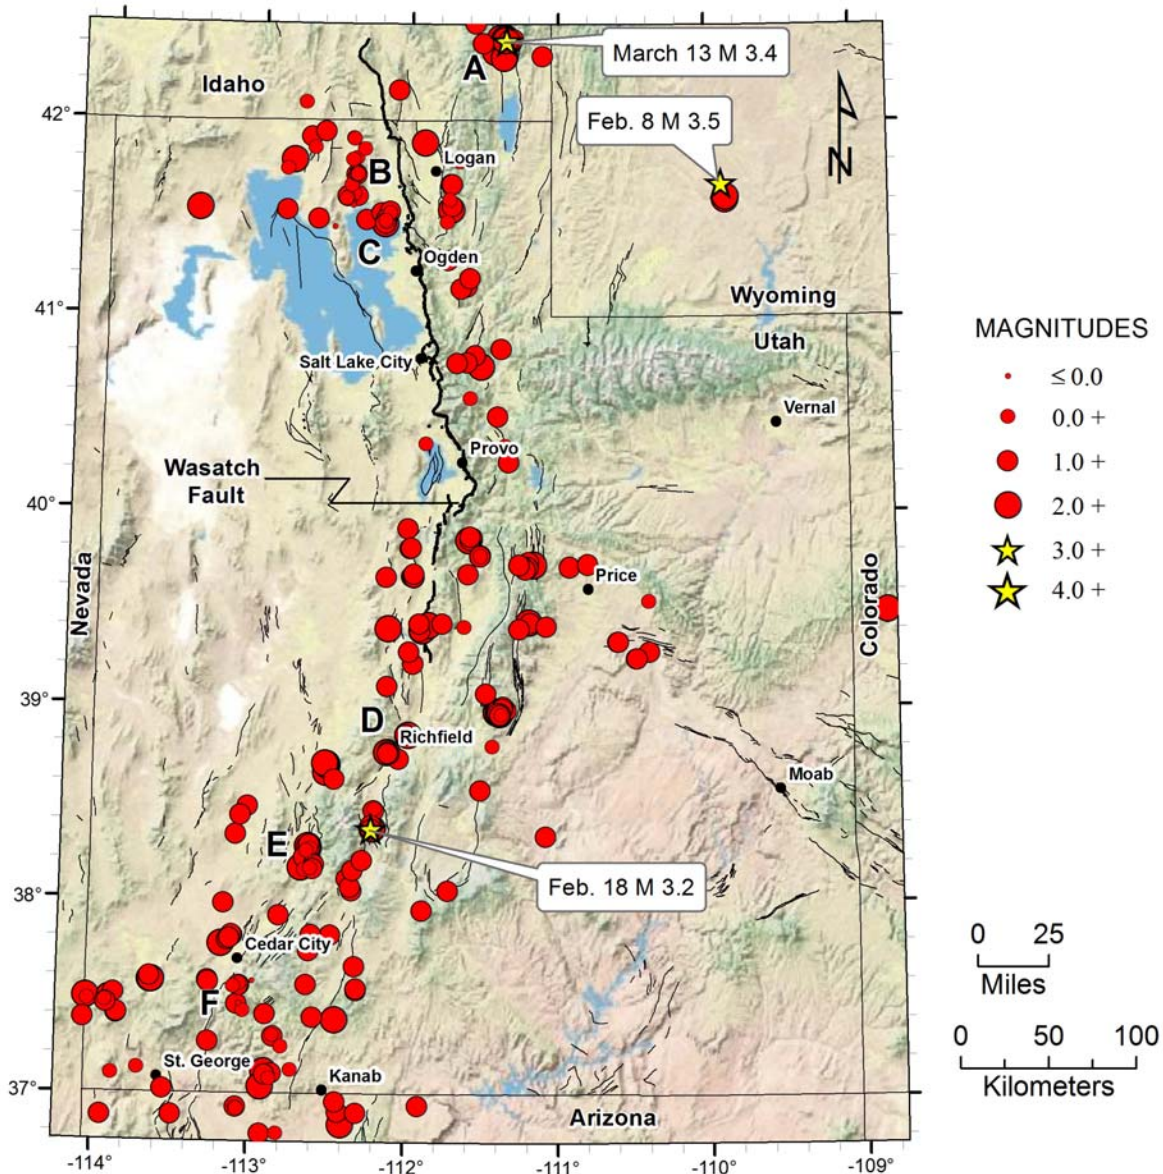 March 13 M 3.4
A
Idaho
Feb. 8 M 3.5
N
42°
Logan
B
C
Ogden
Wyoming
41°
Utah
MAGNITUDES
Salt Lake City
≤ 0.0
Vernal
0.0 +
Provo
1.0 +
Wasatch
Fault
2.0 +
40°
3.0 +
Nevada
Price
4.0 +
Colorado
39°
D
Richfield
Moab
E
Feb. 18 M 3.2
38°
Cedar City
0 25
Miles
F
0 50 100
Kilometers
St. George
Kanab
37°
Arizona
-114° -113° -112° -111° -110° -109°